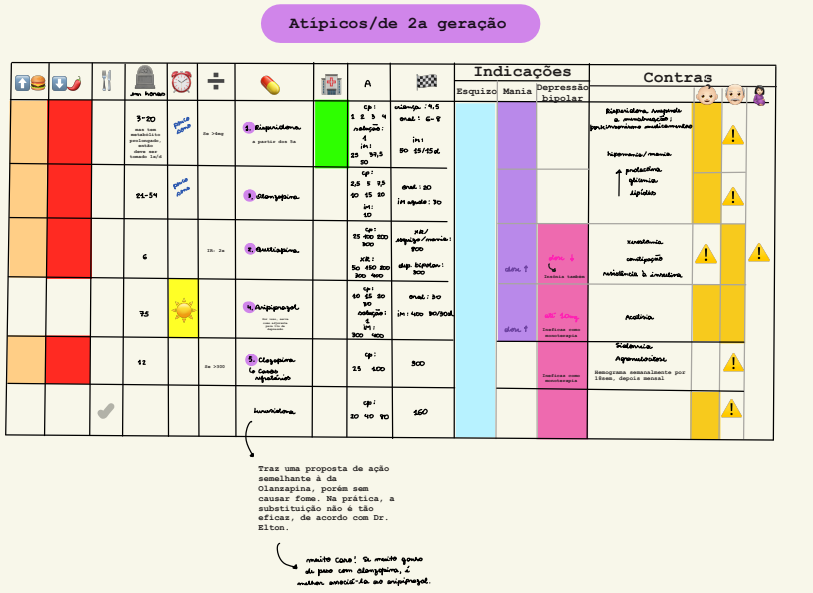 Atípicos/de 2a geração
Indicações
Contras
em horas
A
Esquizo
Mania
Depressão
bipolar
3-20
mas tem
metabólito
prolongado,
então
deve ser
tomado 1x/d
pouco
sono
2x >4mg
1. Risperidona
a partir dos 5a
cp:
1 2 3 4
solução:
1
im:
25 37,5
50
criança: 4,5
oral: 6-8
im:
50 15/15d
Risperidona suspende
a menstruação;
parkinsonismo medicamentoso
hipomania/mania
prolactina
glicemia
lipídios
21-54
pouco
sono
3. Olanzapina
cp:
2,5 5 7,5
10 15 20
im:
10
oral: 20
im agudo: 30
6
IR: 2x
2. Quetiapina
cp:
25 100 200
300
XR:
50 150 200
300 400
XR/
esquizo/mania:
800
dep. bipolar:
300
dou ↑
dou ↓
Insônia também
xerostomia
constipação
resistência à insulina
75
4. Aripiprazol
cp:
10 15 20
30
solução:
1
im:
300 400
oral: 30
im: 400 30/30d
dou ↑
até 10mg
Ineficaz como
monoterapia
Acatisia
12
2x >300
5. Clozapina
↳ Casos
refratários
cp:
25 100
900
Ineficaz como
monoterapia
Sialorreia
Agranulocitose
Hemograma semanalmente por
18sem, depois mensal
Lurasidona
cp:
20 40 80
160
Traz uma proposta de ação
semelhante à da
Olanzapina, porém sem
causar fome. Na prática, a
substituição não é tão
eficaz, de acordo com Dr.
Elton.
muito caro! Se muito ganho
de peso com olanzapina, é
melhor associá-la ao aripiprazol.